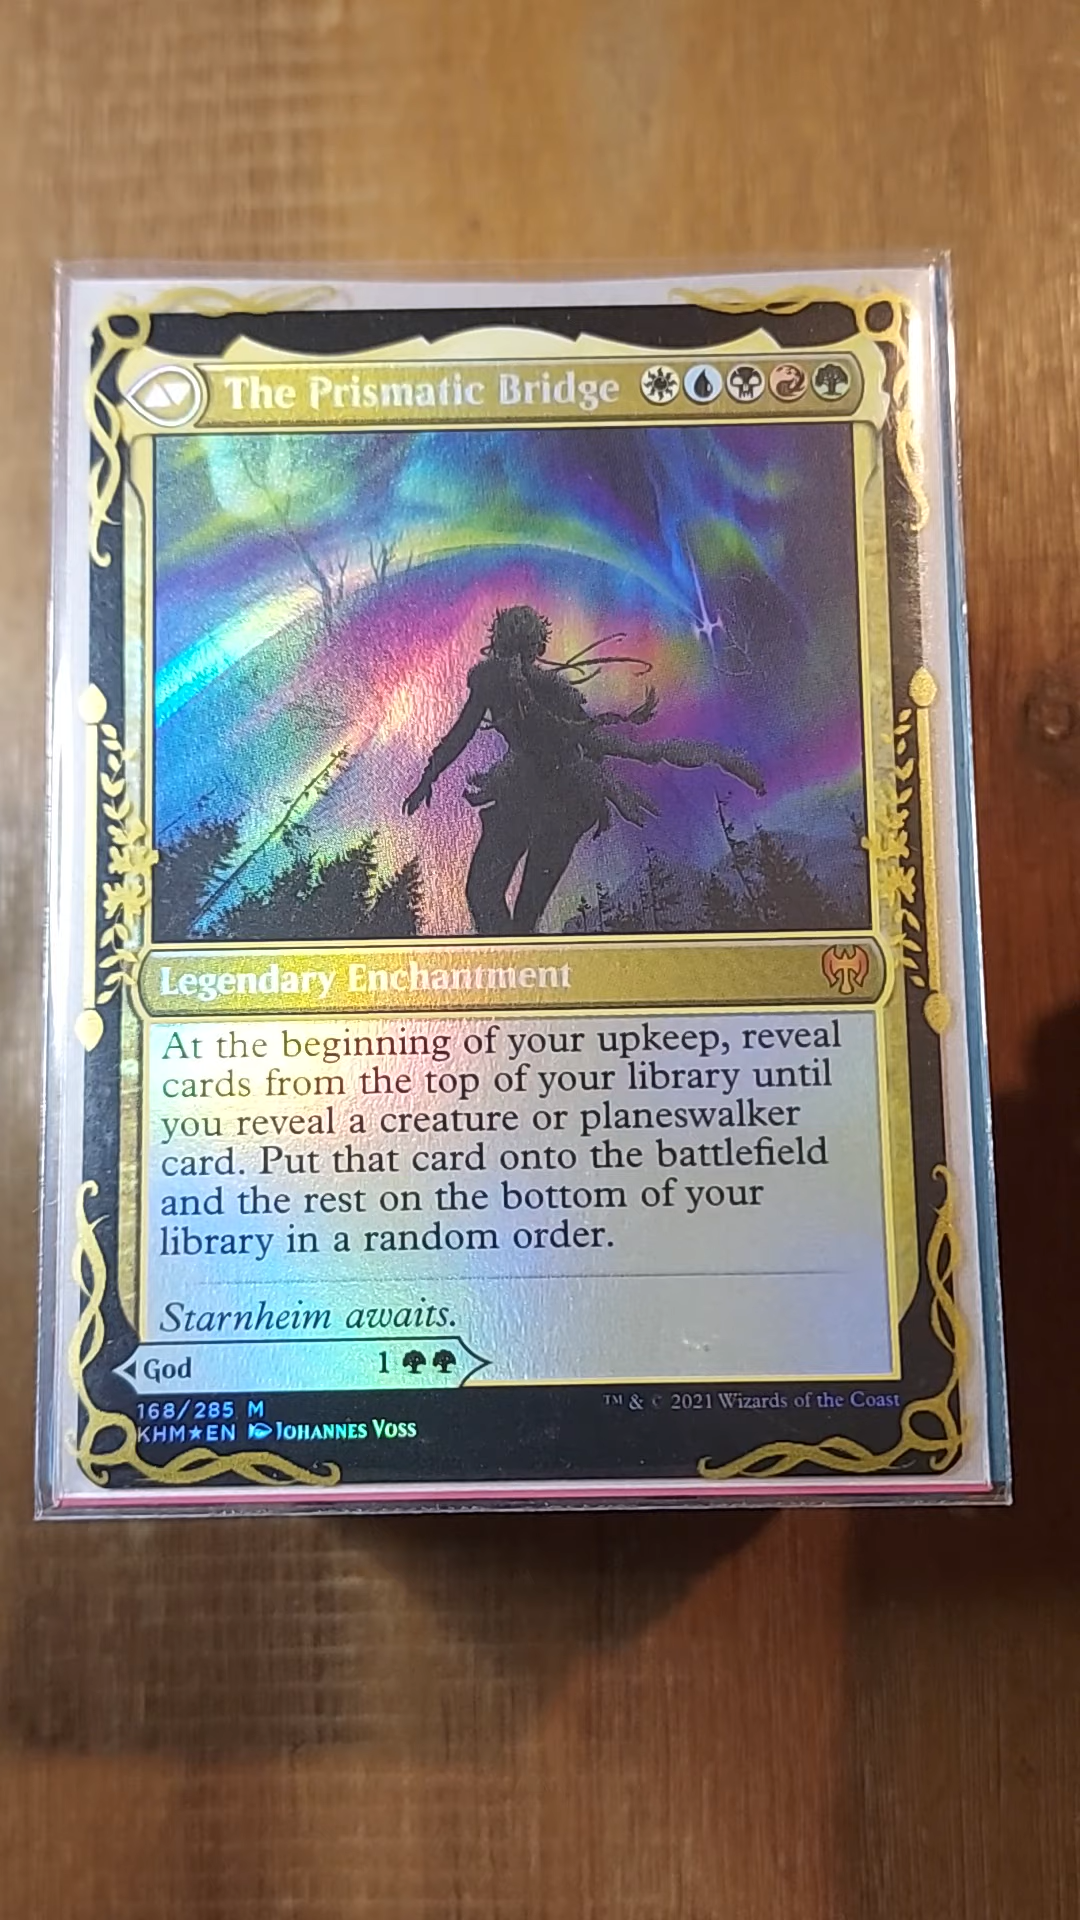 The Prismatic Bridge
Legendary Enchantment
At the beginning of your upkeep, reveal
cards from the top of your library until
you reveal a creature or planeswalker
card. Put that card onto the battlefield
and the rest on the bottom of your
library in a random order.
Starnheim awaits.
God 1
168/285 M
™ & © 2021 Wizards of the Coast
KHM★EN Johannes Voss